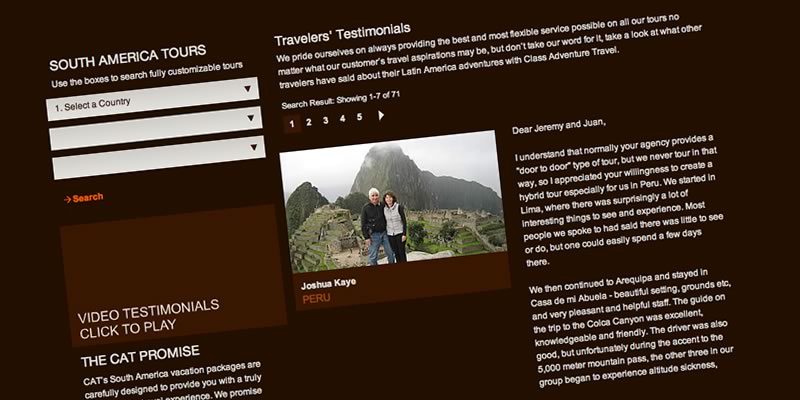 SOUTH AMERICA TOURS
Use the boxes to search fully customizable tours
1. Select a Country
Search
VIDEO TESTIMONIALS
CLICK TO PLAY
THE CAT PROMISE
CAT's South America vacation packages are
carefully designed to provide you with a truly
experience. We promise
Travelers' Testimonials
We pride ourselves on always providing the best and most flexible service possible on all our tours no
matter what our customer's travel aspirations may be, but don't take our word for it, take a look at what other
travelers have said about their Latin America adventures with Class Adventure Travel.
Search Result: Showing 1-7 of 71
1 2 3 4 5
Joshua Kaye
PERU
Dear Jeremy and Juan,
I understand that normally your agency provides a
"door to door" type of tour, but we never tour in that
way, so I appreciated your willingness to create a
hybrid tour especially for us in Peru. We started in
Lima, where there was surprisingly a lot of
interesting things to see and experience. Most
people we spoke to had said there was little to see
or do, but one could easily spend a few days
there.
We then continued to Arequipa and stayed in
Casa de mi Abuela - beautiful setting, grounds etc,
and very pleasant and helpful staff. The guide on
the trip to the Colca Canyon was excellent,
knowledgeable and friendly. The driver was also
good, but unfortunately during the accent to the
5,000 meter mountain pass, the other three in our
group began to experience altitude sickness,